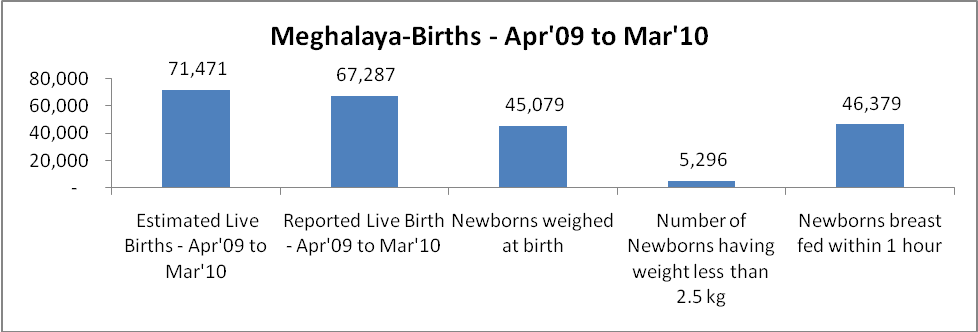 Meghalaya-Births - Apr'09 to Mar'10
80,000
60,000
40,000
20,000
-
71,471
67,287
45,079
5,296
46,379
Estimated Live
Births - Apr'09 to
Mar'10
Reported Live Birth
- Apr'09 to Mar'10
Newborns weighed
at birth
Number of
Newborns having
weight less than
2.5 kg
Newborns breast
fed within 1 hour